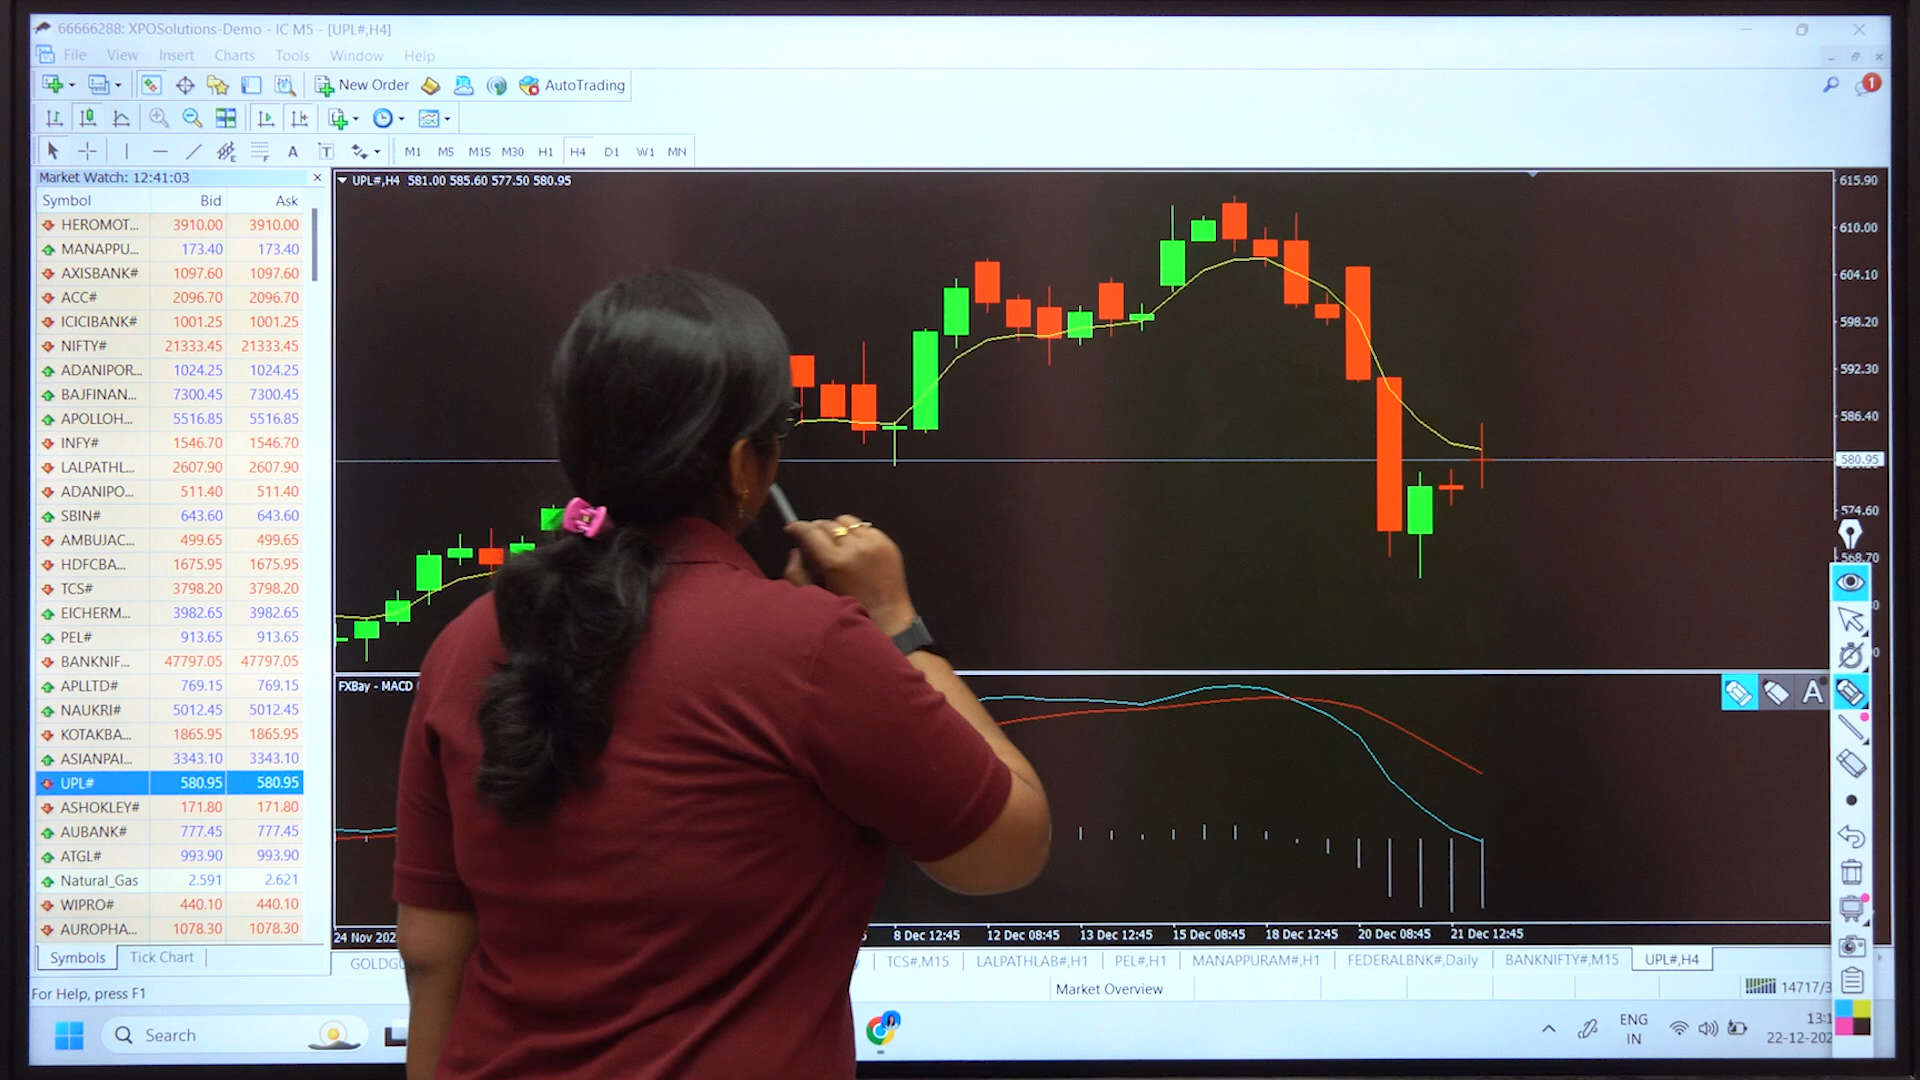 66666288: XPOSolutions-Demo - IC M5 - [UPL#,H4]
File View Insert Charts Tools Window Help
New Order AutoTrading 1
A T
M1 M5 M15 M30 H1 H4 D1 W1 MN
Market Watch: 12:41:03
Symbol Bid Ask
HEROMOT... 3910.00 3910.00
MANAPPU... 173.40 173.40
AXISBANK# 1097.60 1097.60
ACC# 2096.70 2096.70
ICICIBANK# 1001.25 1001.25
NIFTY# 21333.45 21333.45
ADANIPOR... 1024.25 1024.25
BAJFINAN... 7300.45 7300.45
APOLLOH... 5516.85 5516.85
INFY# 1546.70 1546.70
LALPATHL... 2607.90 2607.90
ADANIPO... 511.40 511.40
SBIN# 643.60 643.60
AMBUJAC... 499.65 499.65
HDFCBA... 1675.95 1675.95
TCS# 3798.20 3798.20
EICHERM... 3982.65 3982.65
PEL# 913.65 913.65
BANKNIF... 47797.05 47797.05
APLLTD# 769.15 769.15
NAUKRI# 5012.45 5012.45
KOTAKBA... 1865.95 1865.95
ASIANPAI... 3343.10 3343.10
UPL# 580.95 580.95
ASHOKLEY# 171.80 171.80
AUBANK# 777.45 777.45
ATGL# 993.90 993.90
Natural_Gas 2.591 2.621
WIPRO# 440.10 440.10
AUROPHA... 1078.30 1078.30
Symbols Tick Chart
UPL#,H4 581.00 585.60 577.50 580.95
615.90
610.00
604.10
598.20
592.30
586.40
580.95
574.60
568.70
FXBay - MACD
A
24 Nov 202 8 Dec 12:45 12 Dec 08:45 13 Dec 12:45 15 Dec 08:45 18 Dec 12:45 20 Dec 08:45 21 Dec 12:45
GOLDGU TCS#,M15 LALPATHLAB#,H1 PEL#,H1 MANAPPURAM#,H1 FEDERALBNK#,Daily BANKNIFTY#,M15 UPL#,H4
For Help, press F1 Market Overview 14717/3
Search
ENG
IN
13:1
22-12-202